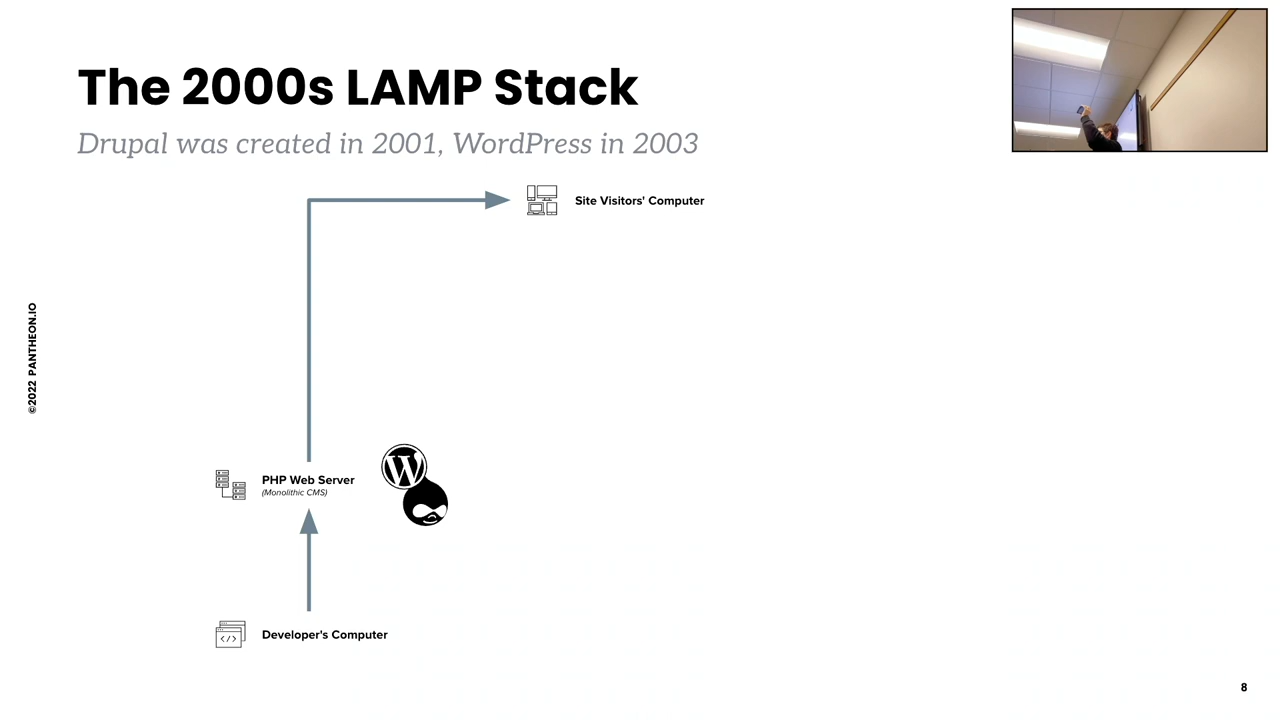 The 2000s LAMP Stack
Drupal was created in 2001, WordPress in 2003
Site Visitors' Computer
©2022 PANTHEON.IO
PHP Web Server
(Monolithic CMS)
Developer's Computer
8